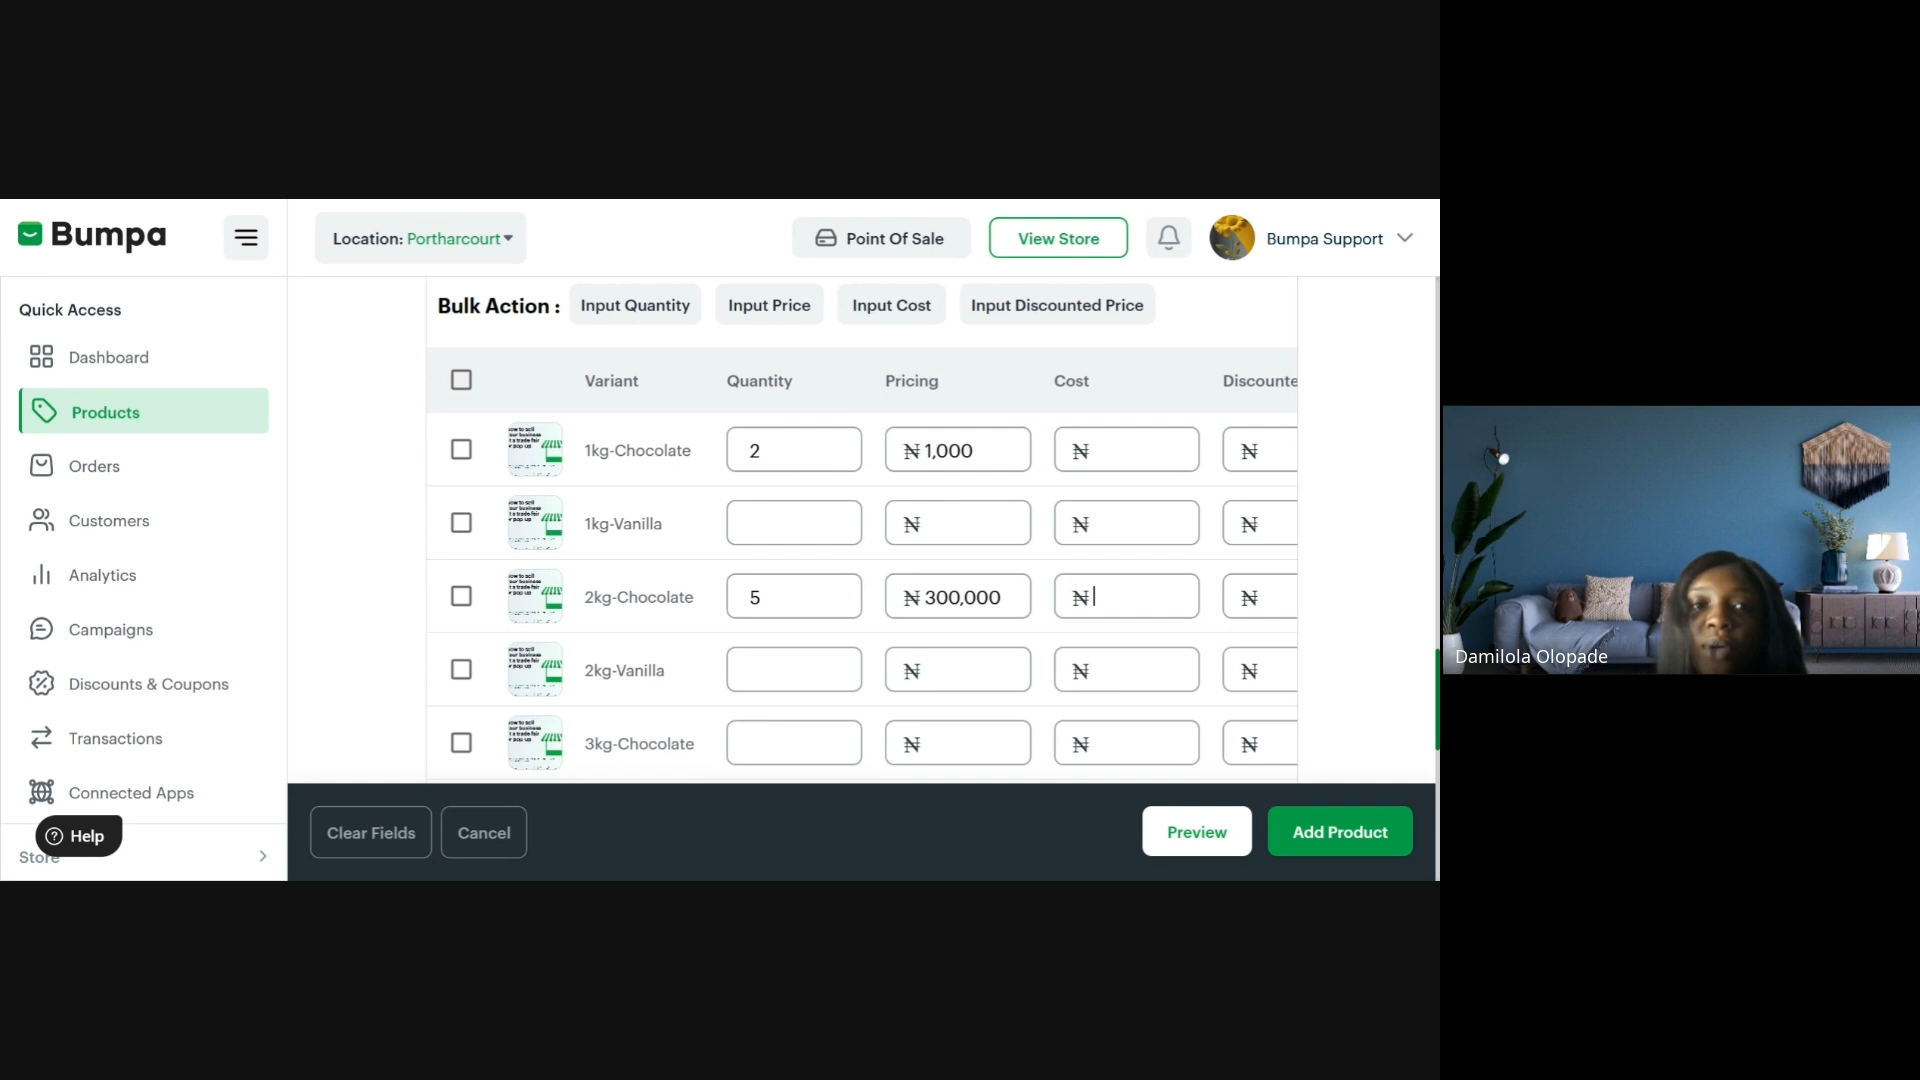 Bumpa
Location: Portharcourt
Point Of Sale
View Store
Bumpa Support
Quick Access
Dashboard
Products
Orders
Customers
Analytics
Campaigns
Discounts & Coupons
Transactions
Connected Apps
Help
Store
Bulk Action :
Input Quantity
Input Price
Input Cost
Input Discounted Price
Variant Quantity Pricing Cost Discounte
1kg-Chocolate 2 ₦ 1,000 ₦ ₦
1kg-Vanilla ₦ ₦ ₦
2kg-Chocolate 5 ₦ 300,000 ₦ ₦
2kg-Vanilla ₦ ₦ ₦
3kg-Chocolate ₦ ₦ ₦
Clear Fields
Cancel
Preview
Add Product
Damilola Olopade